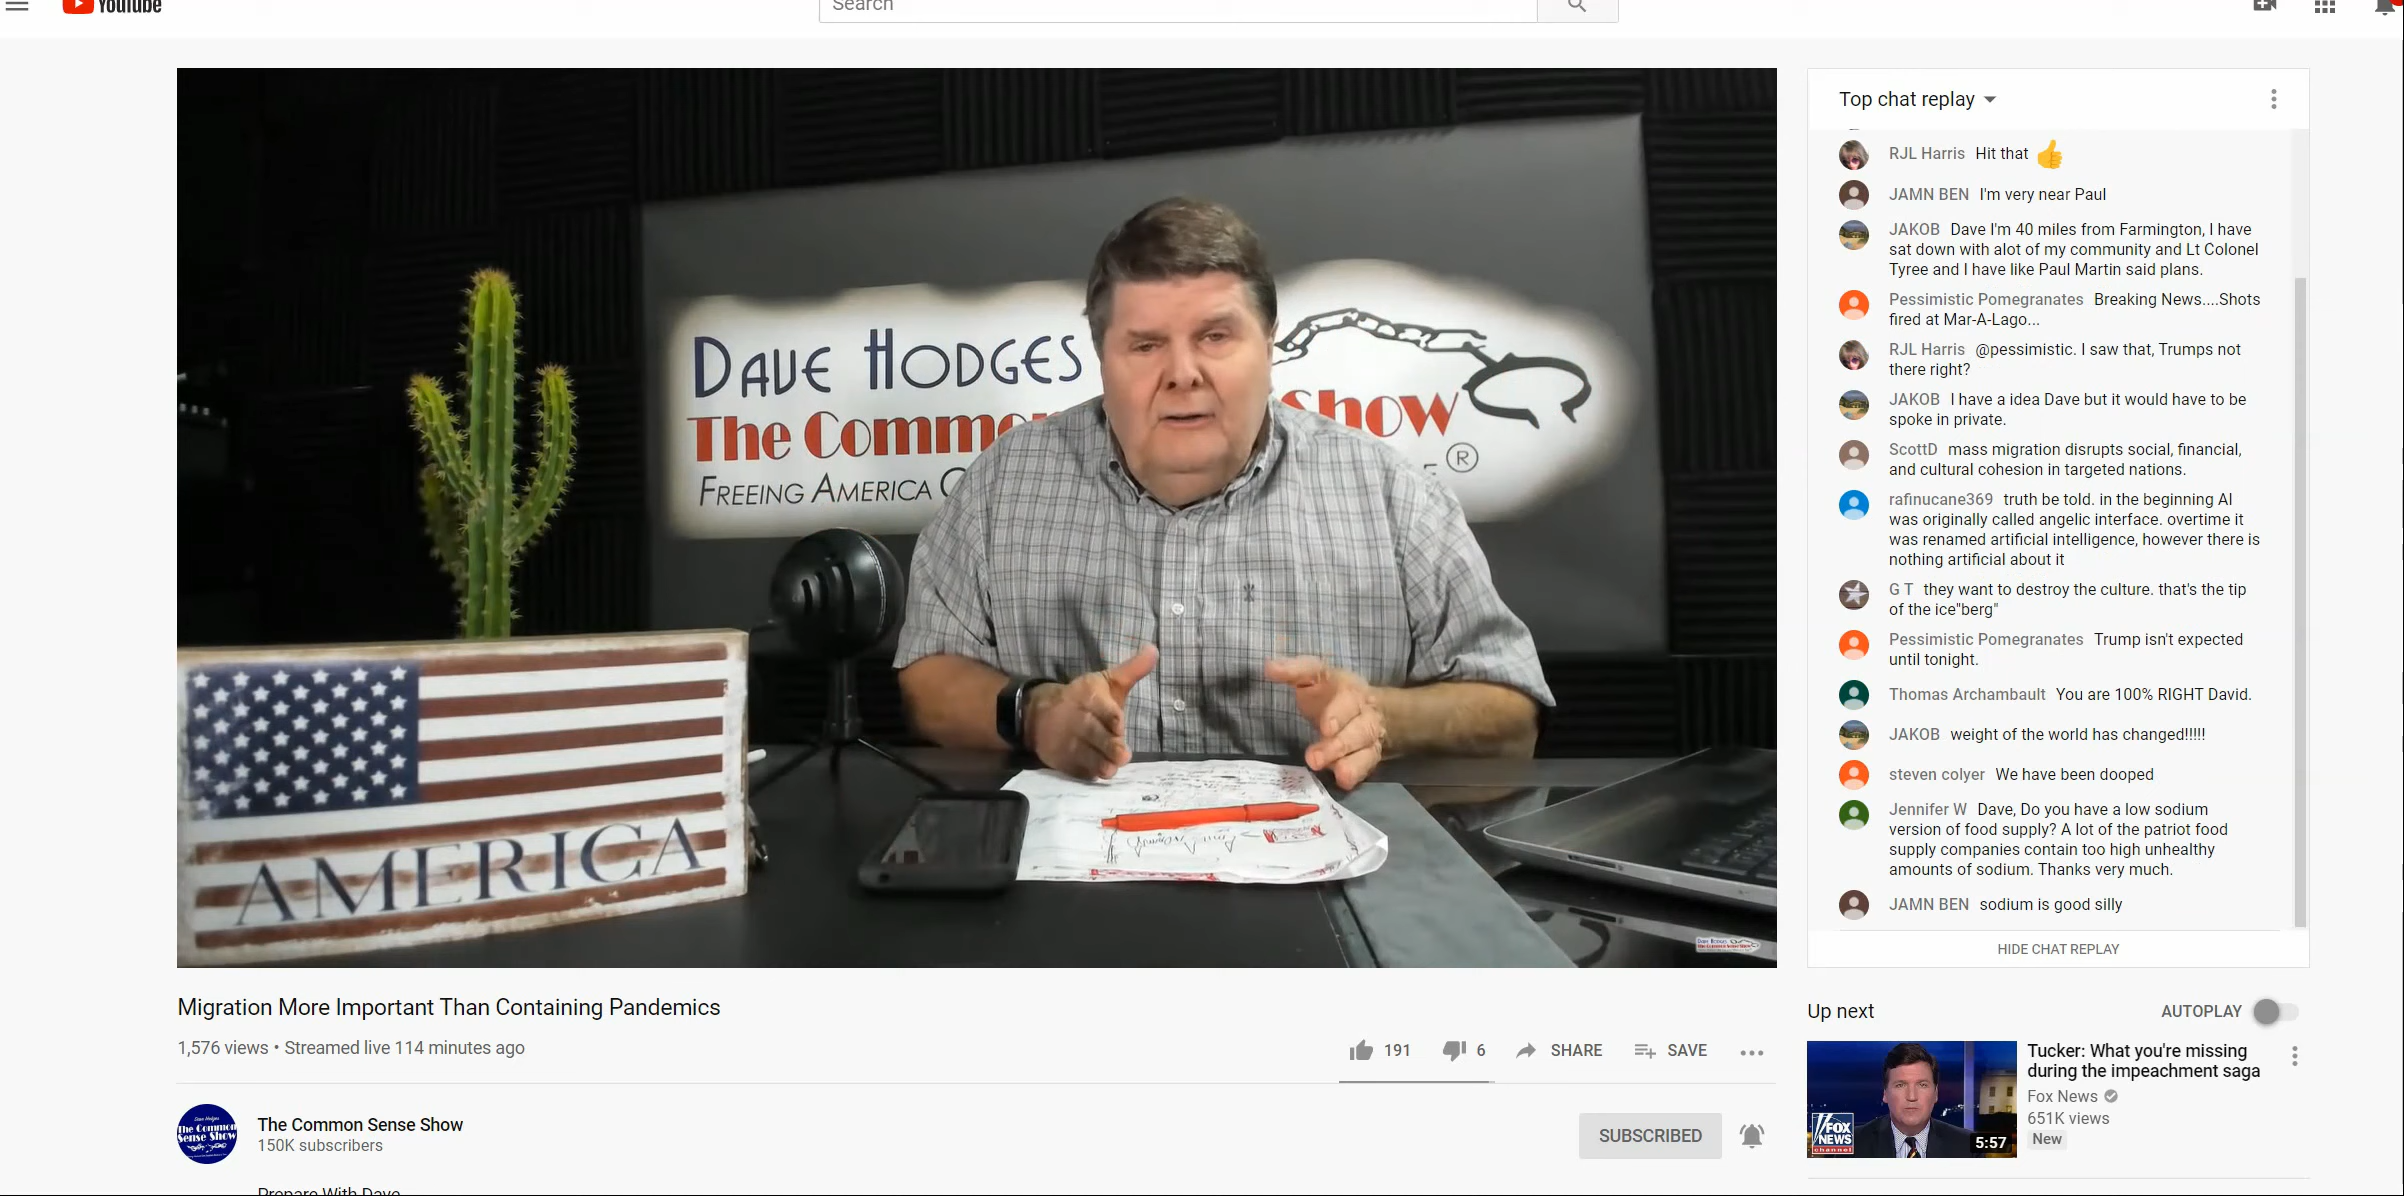 YouTube
Search
DAVE HODGES
The Common
Show
FREEING AMERICA
®
AMERICA
Top chat replay
RJL Harris Hit that 👍
JAMN BEN I'm very near Paul
JAKOB Dave I'm 40 miles from Farmington, I have
sat down with alot of my community and Lt Colonel
Tyree and I have like Paul Martin said plans.
Pessimistic Pomegranates Breaking News....Shots
fired at Mar-A-Lago...
RJL Harris @pessimistic. I saw that, Trumps not
there right?
JAKOB I have a idea Dave but it would have to be
spoke in private.
ScottD mass migration disrupts social, financial,
and cultural cohesion in targeted nations.
rafinucane369 truth be told. in the beginning AI
was originally called angelic interface. overtime it
was renamed artificial intelligence, however there is
nothing artificial about it
G T they want to destroy the culture. that's the tip
of the ice"berg"
Pessimistic Pomegranates Trump isn't expected
until tonight.
Thomas Archambault You are 100% RIGHT David.
JAKOB weight of the world has changed!!!!!
steven colyer We have been dooped
Jennifer W Dave, Do you have a low sodium
version of food supply? A lot of the patriot food
supply companies contain too high unhealthy
amounts of sodium. Thanks very much.
JAMN BEN sodium is good silly
HIDE CHAT REPLAY
Migration More Important Than Containing Pandemics
1,576 views • Streamed live 114 minutes ago
191
6
SHARE
SAVE
The Common
Sense Show
The Common Sense Show
150K subscribers
SUBSCRIBED
Prepare With Dave
Up next
AUTOPLAY
Tucker: What you're missing
during the impeachment saga
Fox News
651K views
New
FOX
NEWS
channel
5:57